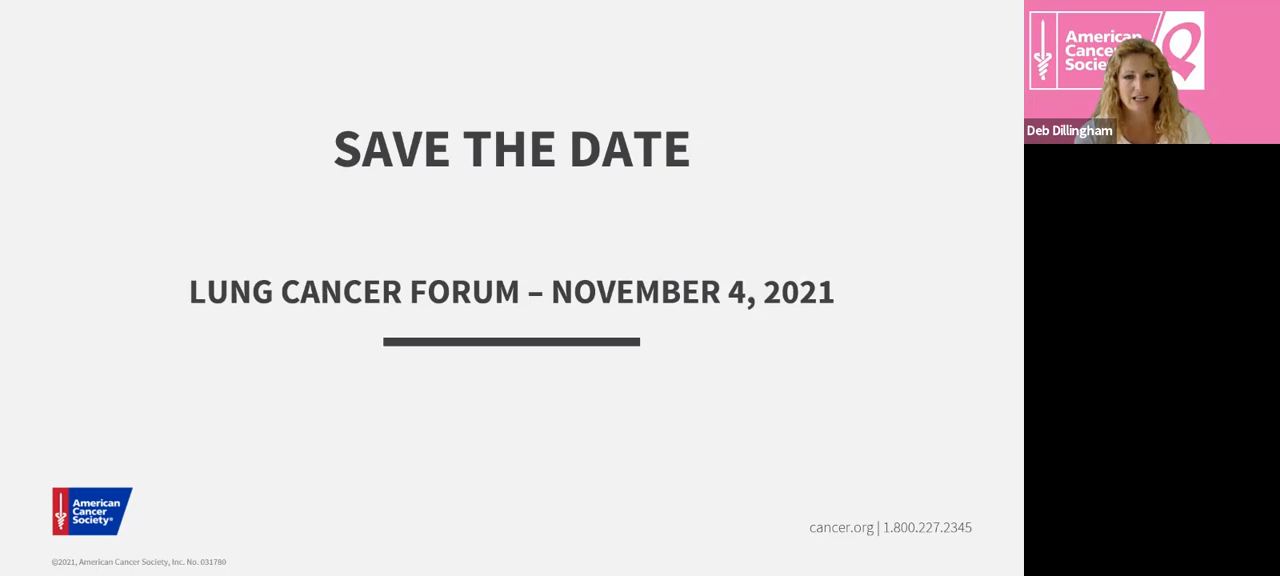 SAVE THE DATE
LUNG CANCER FORUM – NOVEMBER 4, 2021
American
Cancer
Society®
cancer.org | 1.800.227.2345
©2021, American Cancer Society, Inc. No. 031780
American
Cancer
Socie
Deb Dillingham